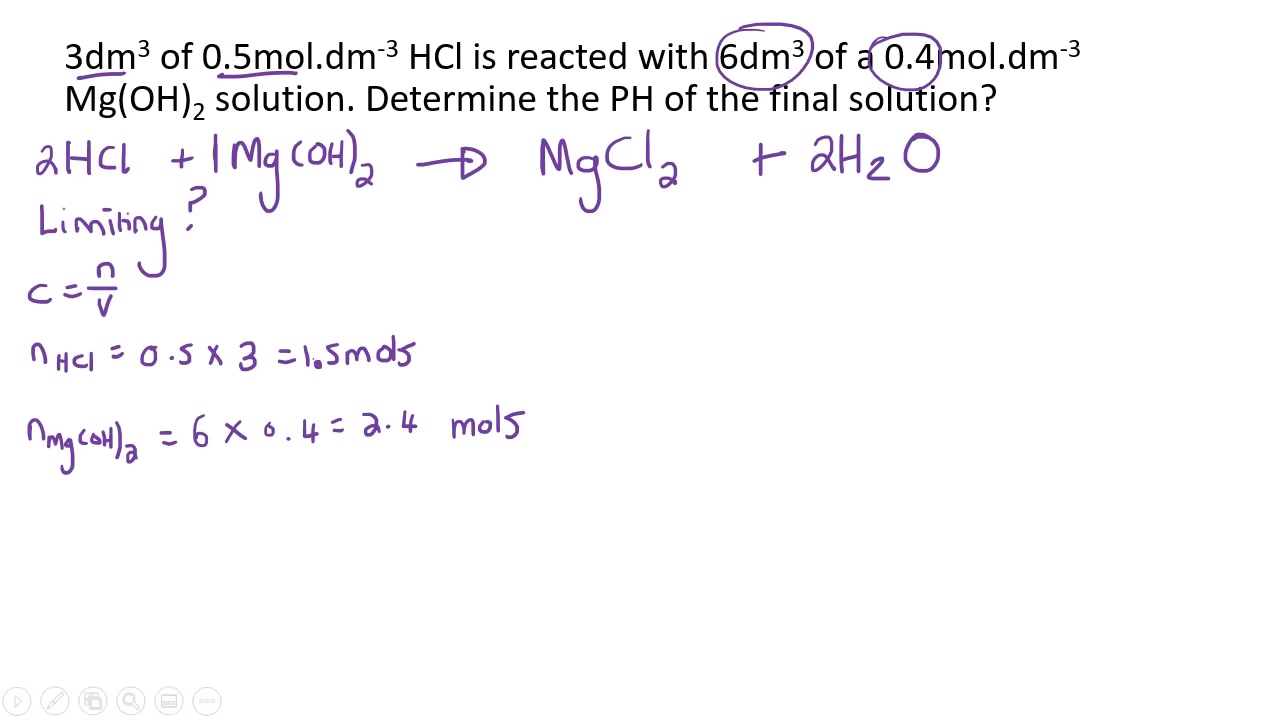 3dm³ of 0.5mol.dm⁻³ HCl is reacted with 6dm³ of a 0.4mol.dm⁻³
Mg(OH)₂ solution. Determine the PH of the final solution?
2HCl + 1Mg(OH)₂ → MgCl₂ + 2H₂O
Limiting ?
c = n/v
nHCl = 0.5 × 3 = 1.5mols
nMg(OH)₂ = 6 × 0.4 = 2.4 mols